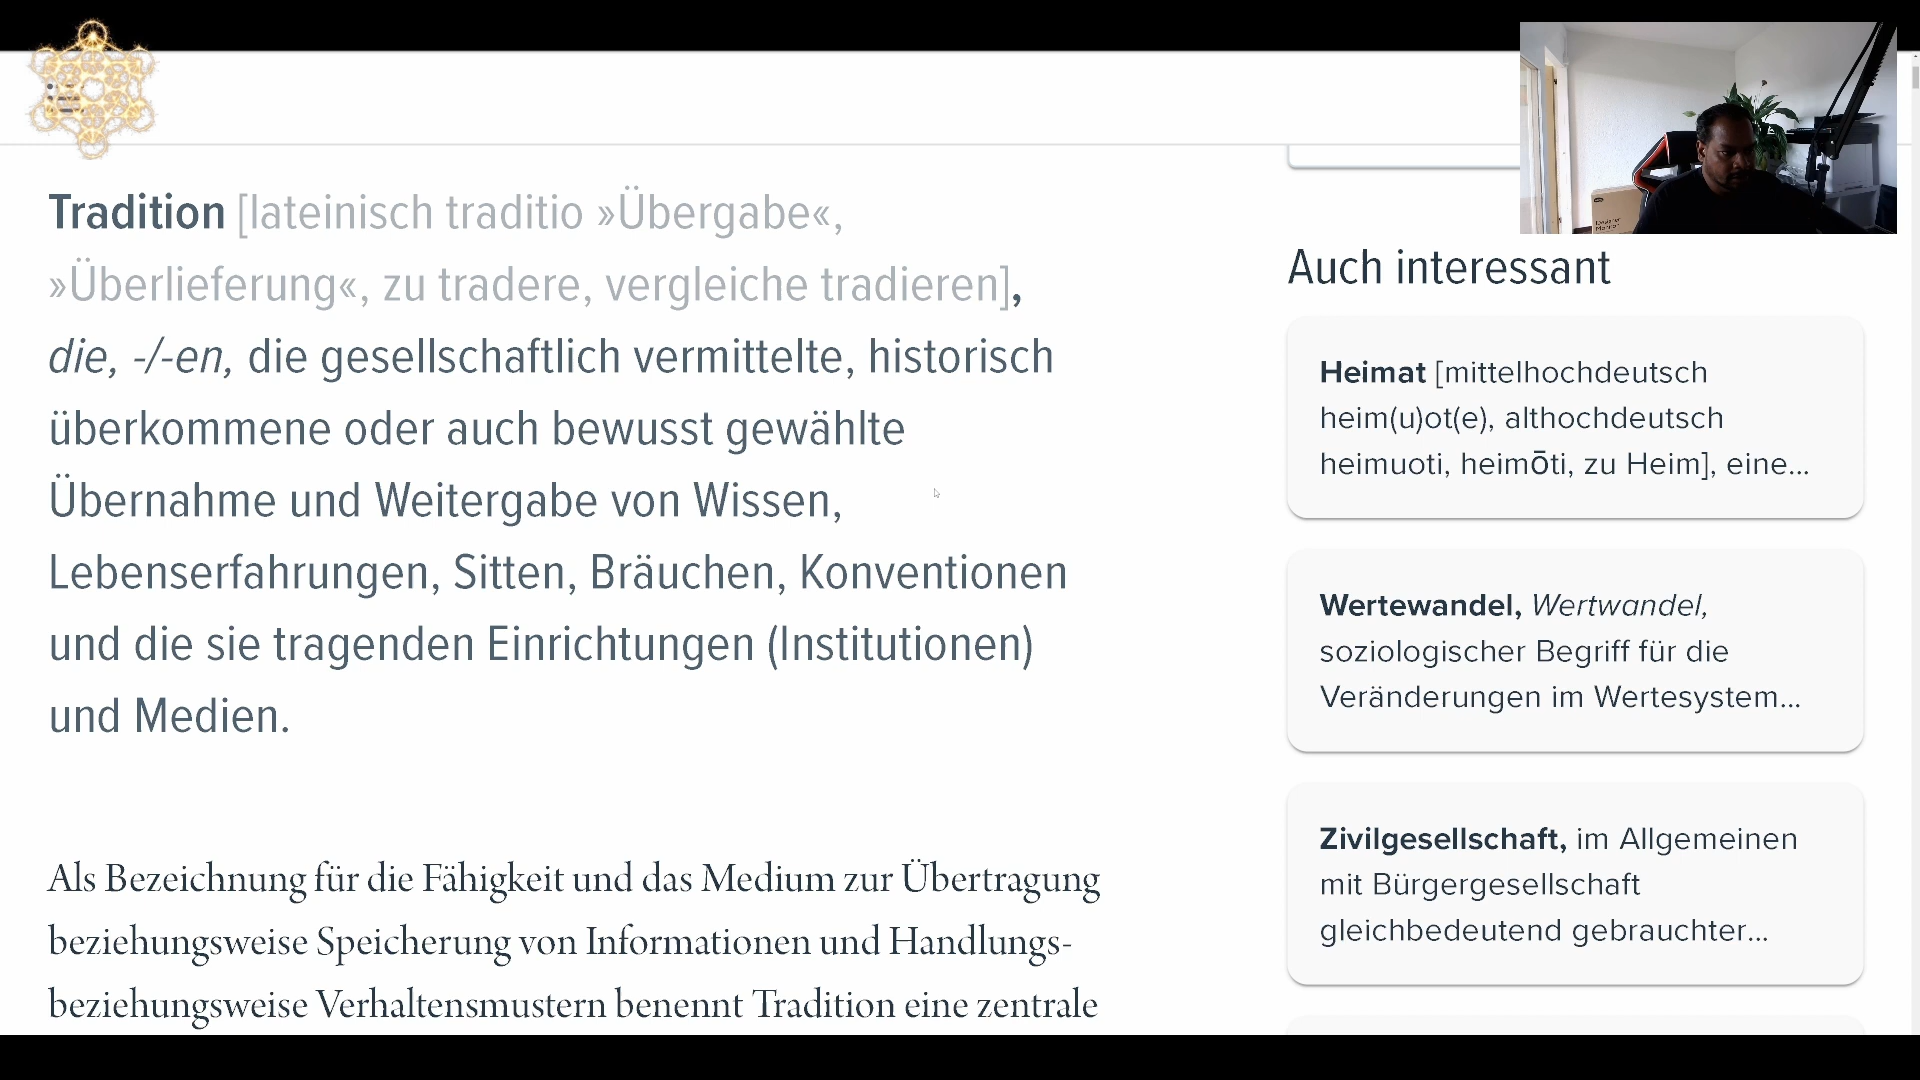 Tradition [lateinisch traditio »Übergabe«,
»Überlieferung«, zu tradere, vergleiche tradieren],
die, -/-en, die gesellschaftlich vermittelte, historisch
überkommene oder auch bewusst gewählte
Übernahme und Weitergabe von Wissen,
Lebenserfahrungen, Sitten, Bräuchen, Konventionen
und die sie tragenden Einrichtungen (Institutionen)
und Medien.
Als Bezeichnung für die Fähigkeit und das Medium zur Übertragung
beziehungsweise Speicherung von Informationen und Handlungs-
beziehungsweise Verhaltensmustern benennt Tradition eine zentrale
Auch interessant
Heimat [mittelhochdeutsch
heim(u)ot(e), althochdeutsch
heimuoti, heimōti, zu Heim], eine...
Wertewandel, Wertwandel,
soziologischer Begriff für die
Veränderungen im Wertesystem...
Zivilgesellschaft, im Allgemeinen
mit Bürgergesellschaft
gleichbedeutend gebrauchter...